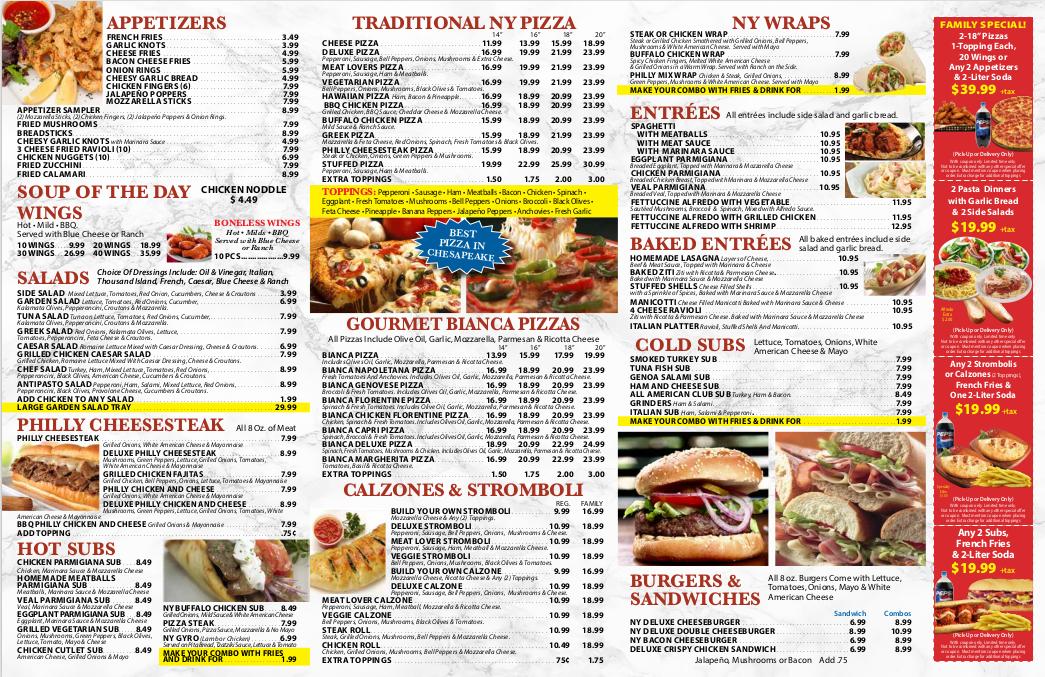 APPETIZERS
FRENCH FRIES 3.49
GARLIC KNOTS 3.99
CHEESE FRIES 4.99
BACON CHEESE FRIES 5.99
ONION RINGS 5.99
CHEESY GARLIC BREAD 4.99
CHICKEN FINGERS (6) 7.99
JALAPEÑO POPPERS 7.99
MOZZARELLA STICKS 7.99
APPETIZER SAMPLER 8.99
(2) Mozzarella Sticks, (2) Chicken Fingers, (2) Jalapeño Poppers & Onion Rings.
FRIED MUSHROOMS 7.99
BREADSTICKS 8.99
CHEESY GARLIC KNOTS with Marinara Sauce 4.99
3 CHEESE FRIED RAVIOLI (10) 7.99
CHICKEN NUGGETS (10) 6.99
FRIED ZUCCHINI 7.99
FRIED CALAMARI 8.99
SOUP OF THE DAY CHICKEN NOODLE
$ 4.49
WINGS
Hot • Mild • BBQ.
Served with Blue Cheese or Ranch
10 WINGS 9.99 20 WINGS 18.99
30 WINGS 26.99 40 WINGS 35.99
BONELESS WINGS
Hot • Milds • BBQ
Served with Blue Cheese
or Ranch
10 PCS 9.99
SALADS Choice Of Dressings Include: Oil & Vinegar, Italian,
Thousand Island, French, Caesar, Blue Cheese & Ranch
SIDE SALAD Mixed Lettuce, Tomatoes, Red Onion, Cucumbers, Cheese & Croutons 3.99
GARDEN SALAD Lettuce, Tomatoes, Red Onions, Cucumber, 6.99
Kalamata Olives, Pepperoncini, Croutons & Mozzarella.
TUNA SALAD Tuna on Lettuce, Tomatoes, Red Onions, Cucumber, 7.99
Kalamata Olives, Pepperoncini, Croutons & Mozzarella.
GREEK SALAD Red Onions, Kalamata Olives, Lettuce, 7.99
Tomatoes, Pepperoncini, Feta Cheese & Croutons.
CAESAR SALAD Romaine Lettuce Mixed with Caesar Dressing, Cheese & Croutons 6.99
GRILLED CHICKEN CAESAR SALAD 7.99
Grilled Chicken, Romaine Lettuce Mixed With Caesar Dressing, Cheese & Croutons.
CHEF SALAD Turkey, Ham, Mixed Lettuce, Tomatoes, Red Onions, 8.99
Pepperoncini, Black Olives, American Cheese, Cucumbers & Croutons.
ANTIPASTO SALAD Pepperoni, Ham, Salami, Mixed Lettuce, Red Onions, 8.99
Pepperoncini, Black Olives, Provolone Cheese, Cucumbers & Croutons.
ADD CHICKEN TO ANY SALAD 1.99
LARGE GARDEN SALAD TRAY 29.99
PHILLY CHEESESTEAK All 8 Oz. of Meat
PHILLY CHEESESTEAK 7.99
Grilled Onions, White American Cheese & Mayonnaise
DELUXE PHILLY CHEESESTEAK 8.99
Mushrooms, Green Peppers, Lettuce, Grilled Onions, Tomatoes,
White American Cheese & Mayonnaise
GRILLED CHICKEN FAJITAS 7.99
Grilled Chicken, Bell Peppers, Onions, Lettuce, Tomatoes & Mayonnaise
PHILLY CHICKEN AND CHEESE 7.99
Grilled Onions, White American Cheese & Mayonnaise
DELUXE PHILLY CHICKEN AND CHEESE 8.99
Mushrooms, Green Peppers, Lettuce, Grilled Onions, Tomatoes, White
American Cheese & Mayonnaise.
BBQ PHILLY CHICKEN AND CHEESE Grilled Onions & Mayonnaise 7.99
ADD TOPPING .75¢
HOT SUBS
CHICKEN PARMIGIANA SUB 8.49
Chicken, Marinara Sauce & Mozzarella Cheese
HOMEMADE MEATBALLS
PARMIGIANA SUB 8.49
Meatballs, Marinara Sauce & Mozzarella Cheese
VEAL PARMIGIANA SUB 8.49
Veal, Marinara Sauce & Mozzarella Cheese
EGGPLANT PARMIGIANA SUB 8.49
Eggplant, Marinara Sauce & Mozzarella Cheese
GRILLED VEGETARIAN SUB 8.49
Onions, Mushrooms, Green Peppers, Black Olives,
Lettuce, Tomato, Mayo & Cheese
CHICKEN CUTLET SUB 8.49
American Cheese, Grilled Onions & Mayo
NY BUFFALO CHICKEN SUB 8.49
Grilled Onions, Mild Sauce & White American Cheese
PIZZA STEAK 7.99
Grilled Onions, Pizza Sauce, Mozzarella & No Mayo
NY GYRO (Lamb or Chicken) 6.99
Served on Pita Bread, Tzatziki Sauce, Lettuce & Tomato
MAKE YOUR COMBO WITH FRIES
AND DRINK FOR 1.99
TRADITIONAL NY PIZZA
14" 16" 18" 20"
CHEESE PIZZA 11.99 13.99 15.99 18.99
DELUXE PIZZA 16.99 19.99 21.99 23.99
Pepperoni, Sausage, Bell Peppers, Onions, Mushrooms & Extra Cheese.
MEAT LOVERS PIZZA 16.99 19.99 21.99 23.99
Pepperoni, Sausage, Ham & Meatballs.
VEGETARIAN PIZZA 16.99 19.99 21.99 23.99
Bell Peppers, Onions, Mushrooms, Black Olives & Tomatoes.
HAWAIIAN PIZZA Ham, Bacon & Pineapple 16.99 18.99 20.99 23.99
BBQ CHICKEN PIZZA 16.99 18.99 20.99 23.99
Grilled Chicken, BBQ Sauce, Cheddar Cheese & Mozzarella Cheese.
BUFFALO CHICKEN PIZZA 15.99 18.99 21.99 23.99
Mild Sauce & Ranch Sauce.
GREEK PIZZA 15.99 18.99 21.99 23.99
Mozzarella & Feta Cheese, Red Onions, Spinach, Fresh Tomatoes & Black Olives.
PHILLY CHEESESTEAK PIZZA 15.99 18.99 21.99 23.99
Steak or Chicken, Onions, Green Peppers & Mushrooms.
STUFFED PIZZA 19.99 22.99 25.99 30.99
Pepperoni, Sausage, Ham & Meatballs.
EXTRA TOPPINGS 1.50 1.75 2.00 3.00
TOPPINGS: Pepperoni • Sausage • Ham • Meatballs • Bacon • Chicken • Spinach •
Eggplant • Fresh Tomatoes • Mushrooms • Bell Peppers • Onions • Broccoli • Black Olives •
Feta Cheese • Pineapple • Banana Peppers • Jalapeño Peppers • Anchovies • Fresh Garlic
BEST
PIZZA IN
CHESAPEAKE
GOURMET BIANCA PIZZAS
All Pizzas Include Olive Oil, Garlic, Mozzarella, Parmesan & Ricotta Cheese
14" 16" 18" 20"
BIANCA PIZZA 13.99 15.99 17.99 19.99
Includes Olive Oil, Garlic, Mozzarella, Parmesan & Ricotta Cheese.
BIANCA NAPOLETANA PIZZA 16.99 18.99 20.99 23.99
Fresh Tomatoes And Anchovies. Includes Olives Oil, Garlic, Mozzarella, Parmesan & Ricotta Cheese.
BIANCA GENOVESE PIZZA 16.99 18.99 20.99 23.99
Broccoli & Fresh Tomatoes. Includes Olives Oil, Garlic, Mozzarella, Parmesan & Ricotta Cheese.
BIANCA FLORENTINE PIZZA 16.99 18.99 20.99 23.99
Spinach & Fresh Tomatoes. Includes Olives Oil, Garlic, Mozzarella, Parmesan & Ricotta Cheese.
BIANCA CHICKEN FLORENTINE PIZZA 16.99 18.99 20.99 23.99
Chicken, Spinach & Fresh Tomatoes. Includes Olives Oil, Garlic, Mozzarella, Parmesan & Ricotta Cheese.
BIANCA CAPRI PIZZA 16.99 18.99 20.99 23.99
Spinach, Broccoli & Fresh Tomatoes. Includes Olives Oil, Garlic, Mozzarella, Parmesan & Ricotta Cheese.
BIANCA DELUXE PIZZA 18.99 20.99 22.99 24.99
Spinach, Fresh Tomatoes, Mushrooms & Chicken. Includes Olives Oil, Garlic, Mozzarella, Parmesan & Ricotta Cheese.
BIANCA MARGHERITA PIZZA 16.99 20.99 22.99 23.99
Tomatoes, Basil & Ricotta Cheese.
EXTRA TOPPINGS 1.50 1.75 2.00 3.00
CALZONES & STROMBOLI
REG. FAMILY
BUILD YOUR OWN STROMBOLI 9.99 16.99
Mozzarella Cheese & Any (2) Toppings.
DELUXE STROMBOLI 10.99 18.99
Pepperoni, Sausage, Bell Peppers, Onions, Mushrooms & Cheese.
MEAT LOVER STROMBOLI 10.99 18.99
Pepperoni, Sausage, Ham, Meatball & Mozzarella Cheese.
VEGGIE STROMBOLI 10.99 18.99
Bell Peppers, Onions, Mushrooms, Black Olives & Tomatoes.
BUILD YOUR OWN CALZONE 9.99 16.99
Mozzarella Cheese, Ricotta Cheese & Any (2) Toppings.
DELUXE CALZONE 10.99 18.99
Pepperoni, Sausage, Bell Peppers, Onions, Mushrooms & Cheese.
MEAT LOVER CALZONE 10.99 18.99
Pepperoni, Sausage, Ham, Meatball, Mozzarella & Ricotta Cheese.
VEGGIE CALZONE 10.99 18.99
Bell Peppers, Onions, Mushrooms, Black Olives & Tomatoes.
STEAK ROLL 10.99 18.99
Steak, Grilled Onions, Mushrooms, Bell Peppers & Mozzarella Cheese.
CHICKEN ROLL 10.49 18.99
Chicken, Grilled Onions, Mushrooms, Bell Peppers & Mozzarella Cheese.
EXTRA TOPPINGS 75¢ 1.75
NY WRAPS
STEAK OR CHICKEN WRAP 7.99
Steak or Grilled Chicken Smothered with Grilled Onions, Bell Peppers,
Mushrooms & White American Cheese. Served with Mayo
BUFFALO CHICKEN WRAP 7.99
Spicy Chicken Fingers, Melted White American Cheese
& Grilled Onions in a Warm Wrap. Served with Ranch on the Side.
PHILLY MIX WRAP Chicken & Steak, Grilled Onions, 8.99
Green Peppers, Mushrooms & White American Cheese. Served with Mayo
MAKE YOUR COMBO WITH FRIES & DRINK FOR 1.99
ENTRÉES All entrées include side salad and garlic bread.
SPAGHETTI
WITH MEATBALLS 10.95
WITH MEAT SAUCE 10.95
WITH MARINARA SAUCE 10.95
EGGPLANT PARMIGIANA 10.95
Breaded Eggplant, Topped with Marinara & Mozzarella Cheese
CHICKEN PARMIGIANA 10.95
Breaded Chicken Breast, Topped with Marinara & Mozzarella Cheese
VEAL PARMIGIANA 10.95
Breaded Veal, Topped with Marinara & Mozzarella Cheese
FETTUCCINE ALFREDO WITH VEGETABLE 11.95
Sautéed Mushrooms, Broccoli & Spinach, Mixed with Alfredo Sauce.
FETTUCCINE ALFREDO WITH GRILLED CHICKEN 11.95
FETTUCCINE ALFREDO WITH SHRIMP 12.95
BAKED ENTRÉES All baked entrées include side
salad and garlic bread.
HOMEMADE LASAGNA Layers of Cheese, 10.95
Beef & Meat Sauce, Topped with Marinara & Cheese
BAKED ZITI Ziti with Ricotta & Parmesan Cheese. 10.95
Baked with Marinara Sauce & Mozzarella Cheese
STUFFED SHELLS Cheese Filled Shells 10.95
with a Sprinkle of Spices, Baked with Marinara Sauce & Mozzarella Cheese
MANICOTTI Cheese Filled Manicotti Baked with Marinara Sauce & Cheese 10.95
4 CHEESE RAVIOLI 10.95
Ziti with Ricotta & Parmesan Cheese. Baked with Marinara Sauce & Mozzarella Cheese
ITALIAN PLATTER Ravioli, Stuffed Shells And Manicotti. 10.95
COLD SUBS Lettuce, Tomatoes, Onions, White
American Cheese & Mayo
SMOKED TURKEY SUB 7.99
TUNA FISH SUB 7.99
GENOA SALAMI SUB 7.99
HAM AND CHEESE SUB 7.99
ALL AMERICAN CLUB SUB Turkey, Ham & Bacon. 8.49
GRINDERS Ham & Salami. 7.99
ITALIAN SUB Ham, Salami & Pepperoni. 7.99
MAKE YOUR COMBO WITH FRIES & DRINK FOR 1.99
BURGERS &
SANDWICHES
All 8 oz. Burgers Come with Lettuce,
Tomatoes, Onions, Mayo & White
American Cheese
Sandwich Combos
NY DELUXE CHEESEBURGER 6.99 8.99
NY DELUXE DOUBLE CHEESEBURGER 8.99 10.99
NY BACON CHEESEBURGER 6.99 8.99
DELUXE CRISPY CHICKEN SANDWICH 6.99 8.99
Jalapeño, Mushrooms or Bacon Add .75
FAMILY SPECIAL!
2-18" Pizzas
1-Topping Each,
20 Wings or
Any 2 Appetizers
& 2-Liter Soda
$39.99 +tax
(Pick-Up or Delivery Only)
2 Pasta Dinners
with Garlic Bread
& 2 Side Salads
$19.99 +tax
(Pick-Up or Delivery Only)
Any 2 Strombolis
or Calzones (2 Toppings),
French Fries &
One 2-Liter Soda
$19.99 +tax
(Pick-Up or Delivery Only)
Any 2 Subs,
French Fries
& 2-Liter Soda
$19.99 +tax
(Pick-Up or Delivery Only)